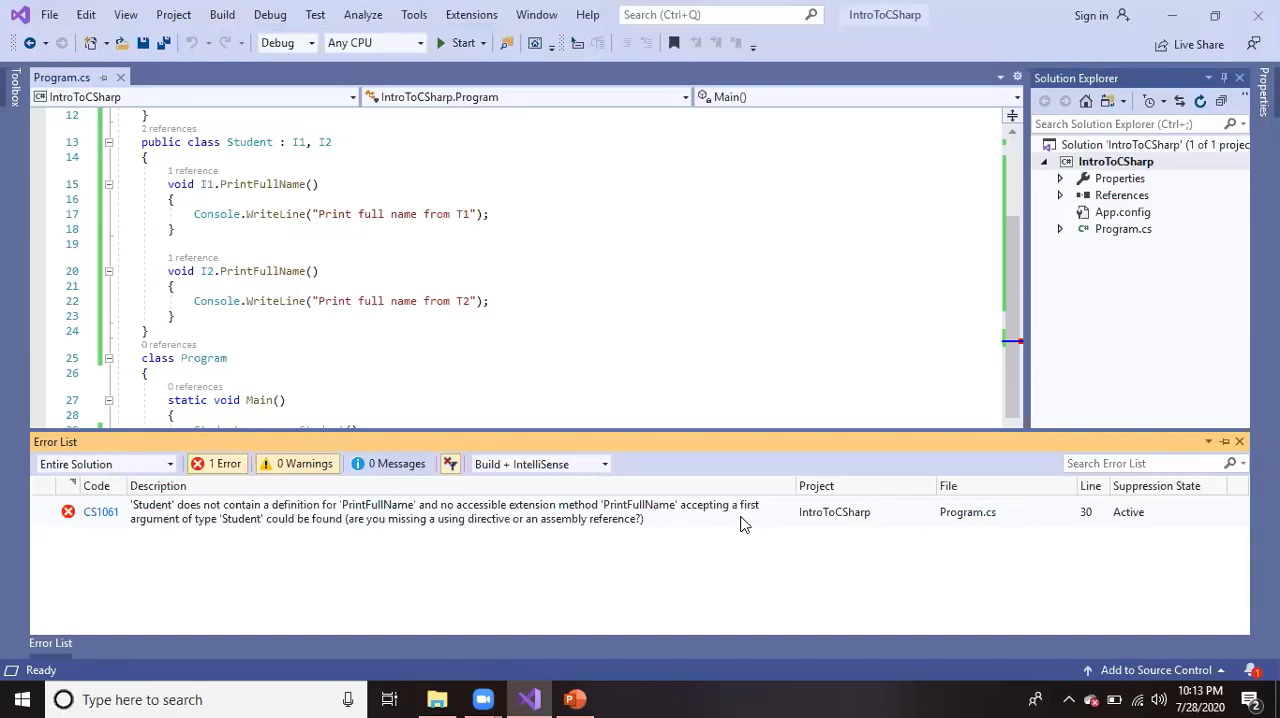 File Edit View Project Build Debug Test Analyze Tools Extensions Window Help Search (Ctrl+Q) IntroToCSharp Sign in
Debug Any CPU Start Live Share
Toolbox
Program.cs
IntroToCSharp IntroToCSharp.Program Main()
12 }
2 references
13 public class Student : I1, I2
14 {
1 reference
15 void I1.PrintFullName()
16 {
17 Console.WriteLine("Print full name from T1");
18 }
19
1 reference
20 void I2.PrintFullName()
21 {
22 Console.WriteLine("Print full name from T2");
23 }
24 }
0 references
25 class Program
26 {
0 references
27 static void Main()
28 {
Solution Explorer
Search Solution Explorer (Ctrl+;)
Solution 'IntroToCSharp' (1 of 1 projec
IntroToCSharp
Properties
References
App.config
C# Program.cs
Properties
Error List
Entire Solution 1 Error 0 Warnings 0 Messages Build + IntelliSense Search Error List
Code Description Project File Line Suppression State
CS1061 'Student' does not contain a definition for 'PrintFullName' and no accessible extension method 'PrintFullName' accepting a first IntroToCSharp Program.cs 30 Active
argument of type 'Student' could be found (are you missing a using directive or an assembly reference?)
Error List
Ready Add to Source Control 1
Type here to search 10:13 PM
7/28/2020 2